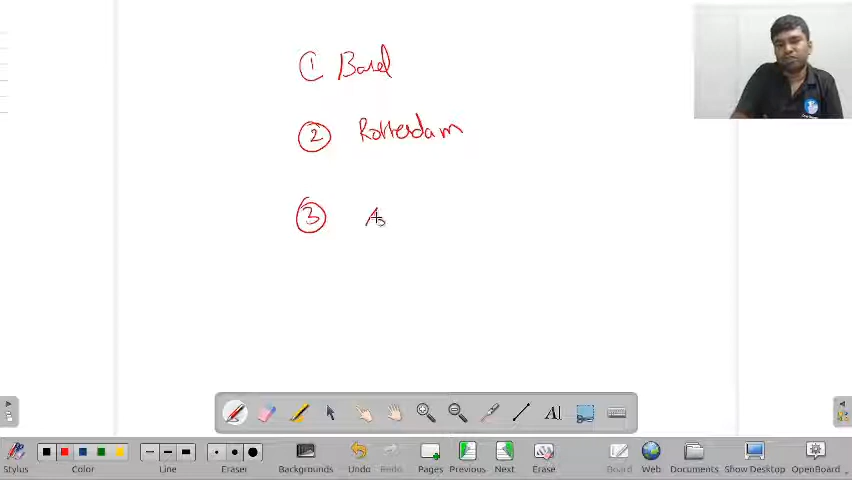 1 Basel
2 Rotterdam
3 A
Stylus
Color
Line
Eraser
Backgrounds
Undo
Redo
Pages
Previous
Next
Erase
Board
Web
Documents
Show Desktop
OpenBoard